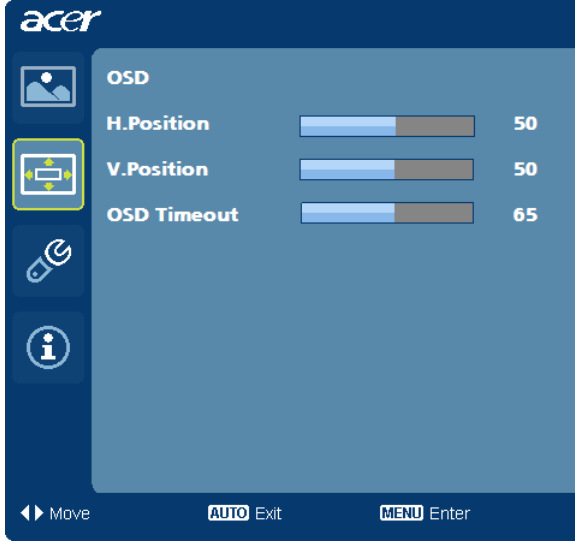 acer
OSD
H.Position 50
V.Position 50
OSD Timeout 65
Move AUTO Exit MENU Enter